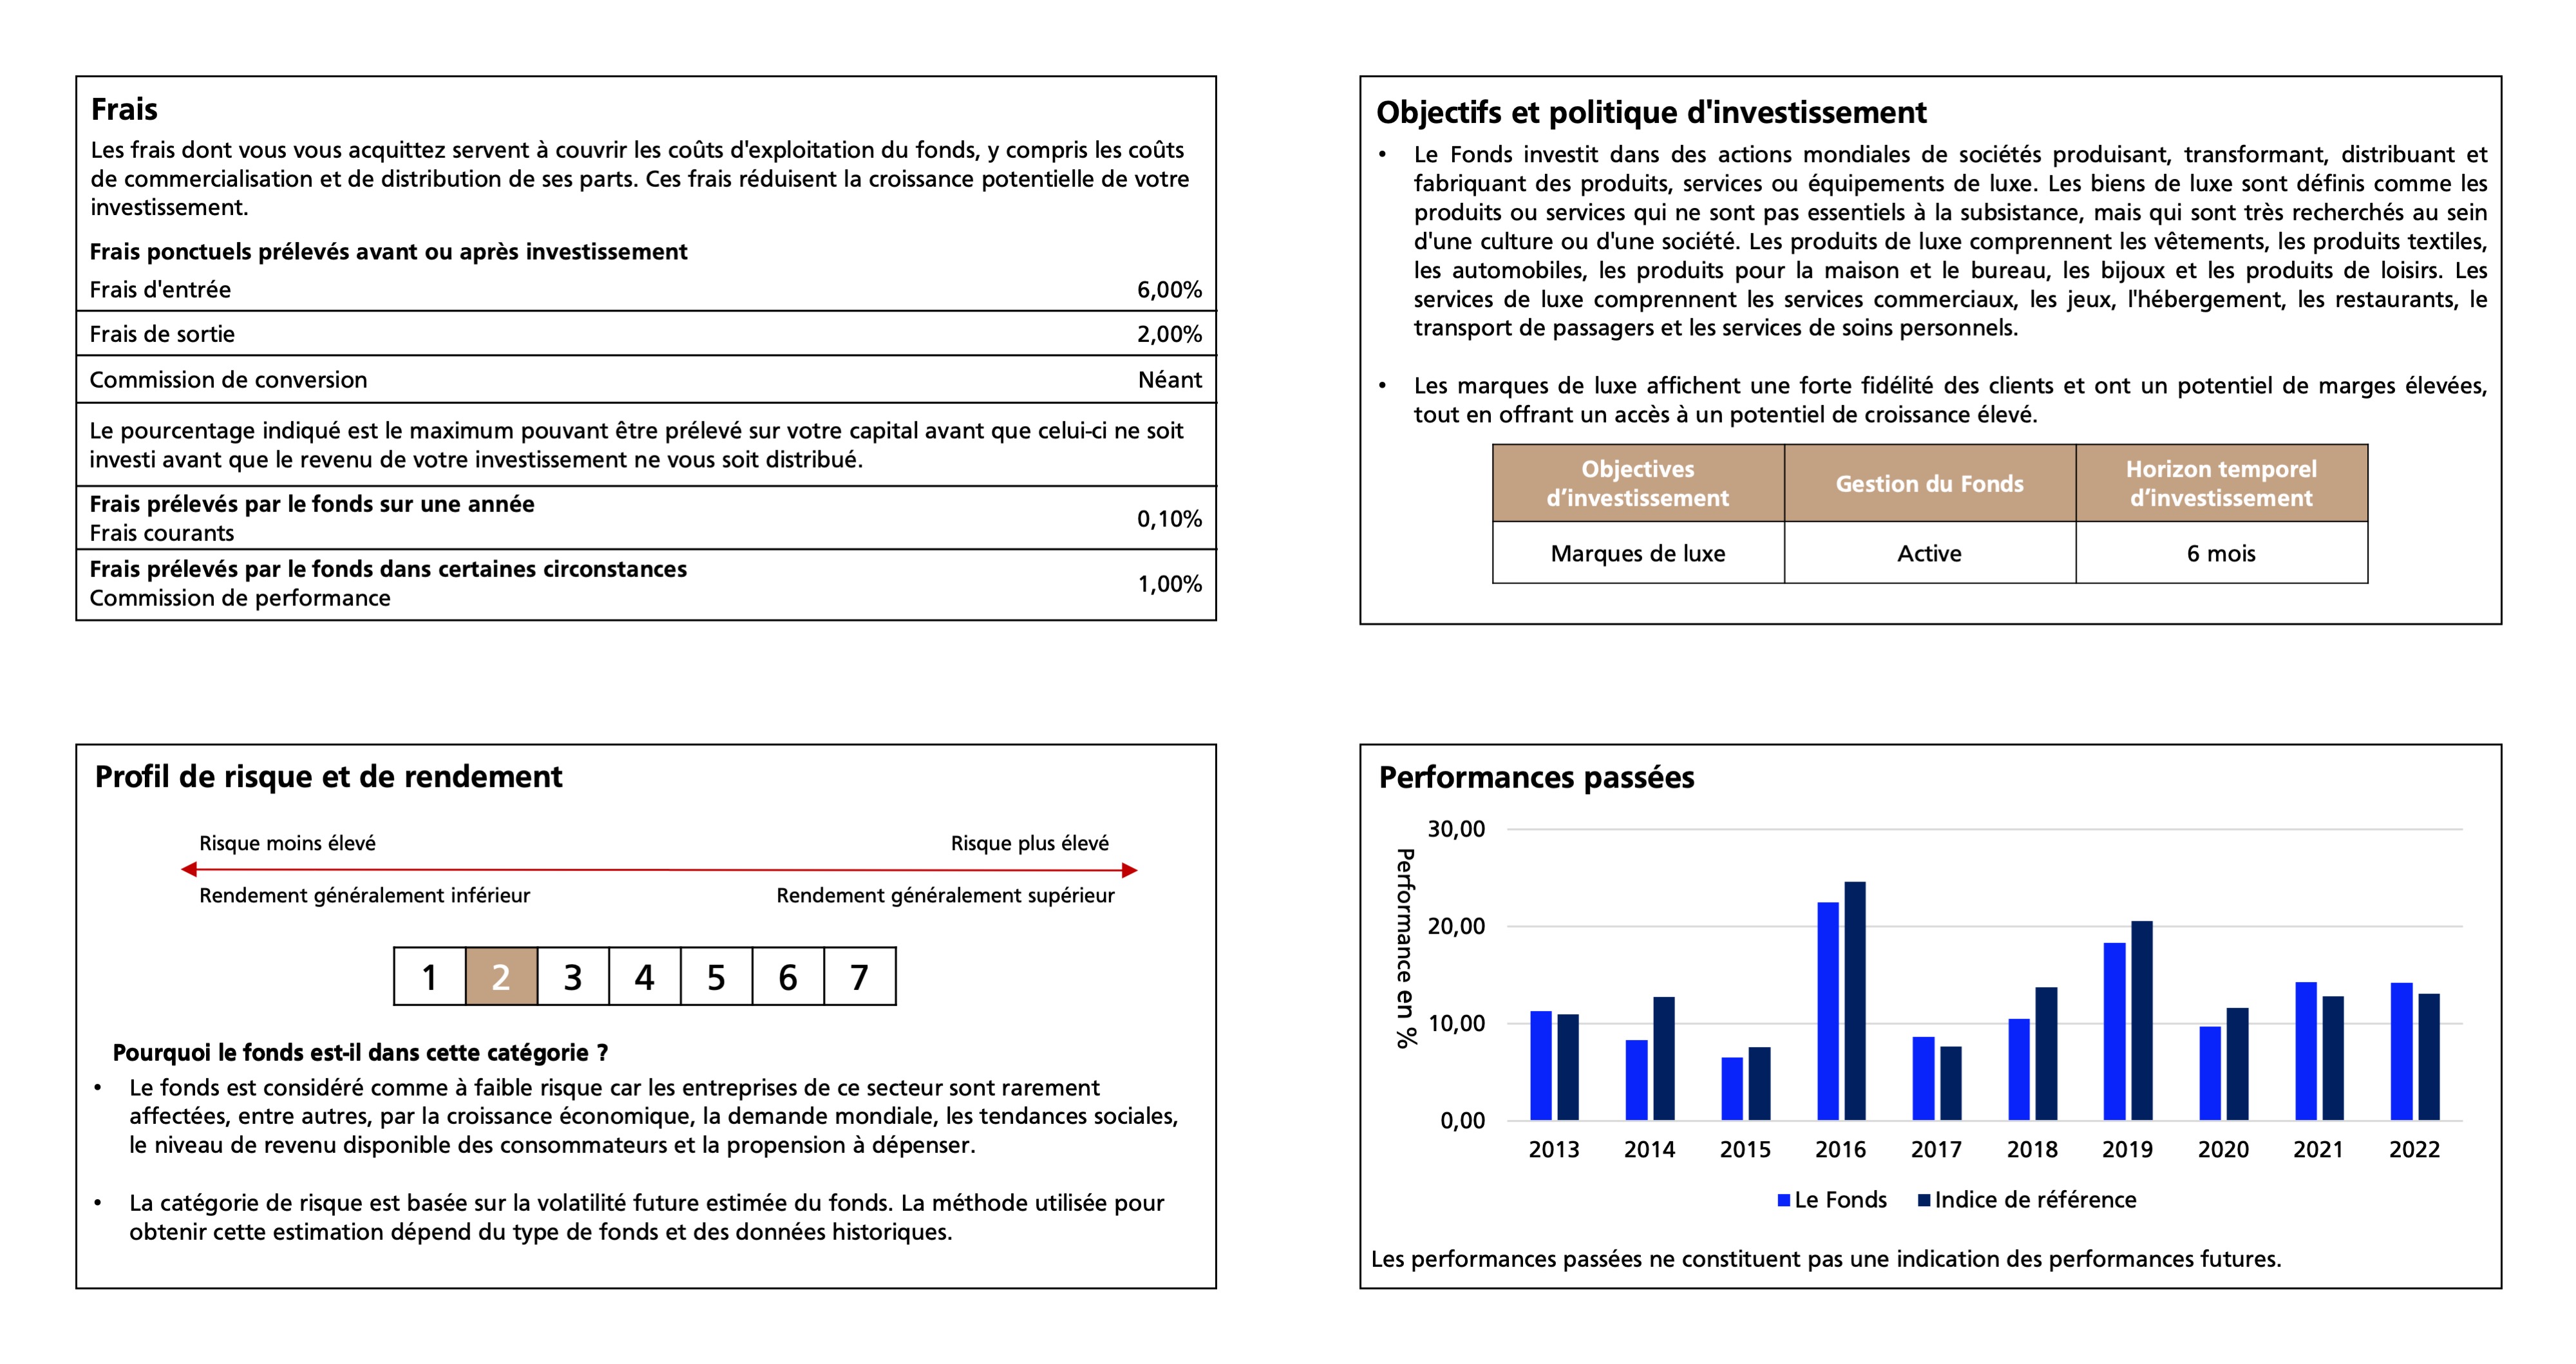 Frais
Les frais dont vous vous acquittez servent à couvrir les coûts d'exploitation du fonds, y compris les coûts
de commercialisation et de distribution de ses parts. Ces frais réduisent la croissance potentielle de votre
investissement.
Frais ponctuels prélevés avant ou après investissement
Frais d'entrée 6,00%
Frais de sortie 2,00%
Commission de conversion Néant
Le pourcentage indiqué est le maximum pouvant être prélevé sur votre capital avant que celui-ci ne soit
investi avant que le revenu de votre investissement ne vous soit distribué.
Frais prélevés par le fonds sur une année
Frais courants 0,10%
Frais prélevés par le fonds dans certaines circonstances
Commission de performance 1,00%
Objectifs et politique d'investissement
• Le Fonds investit dans des actions mondiales de sociétés produisant, transformant, distribuant et
fabriquant des produits, services ou équipements de luxe. Les biens de luxe sont définis comme les
produits ou services qui ne sont pas essentiels à la subsistance, mais qui sont très recherchés au sein
d'une culture ou d'une société. Les produits de luxe comprennent les vêtements, les produits textiles,
les automobiles, les produits pour la maison et le bureau, les bijoux et les produits de loisirs. Les
services de luxe comprennent les services commerciaux, les jeux, l'hébergement, les restaurants, le
transport de passagers et les services de soins personnels.
• Les marques de luxe affichent une forte fidélité des clients et ont un potentiel de marges élevées,
tout en offrant un accès à un potentiel de croissance élevé.
Objectives d’investissement
Gestion du Fonds
Horizon temporel d’investissement
Marques de luxe Active 6 mois
Profil de risque et de rendement
Risque moins élevé Risque plus élevé
Rendement généralement inférieur Rendement généralement supérieur
1 2 3 4 5 6 7
Pourquoi le fonds est-il dans cette catégorie ?
• Le fonds est considéré comme à faible risque car les entreprises de ce secteur sont rarement
affectées, entre autres, par la croissance économique, la demande mondiale, les tendances sociales,
le niveau de revenu disponible des consommateurs et la propension à dépenser.
• La catégorie de risque est basée sur la volatilité future estimée du fonds. La méthode utilisée pour
obtenir cette estimation dépend du type de fonds et des données historiques.
Performances passées
Performance en %
30,00
20,00
10,00
0,00
2013 2014 2015 2016 2017 2018 2019 2020 2021 2022
Le Fonds Indice de référence
Les performances passées ne constituent pas une indication des performances futures.